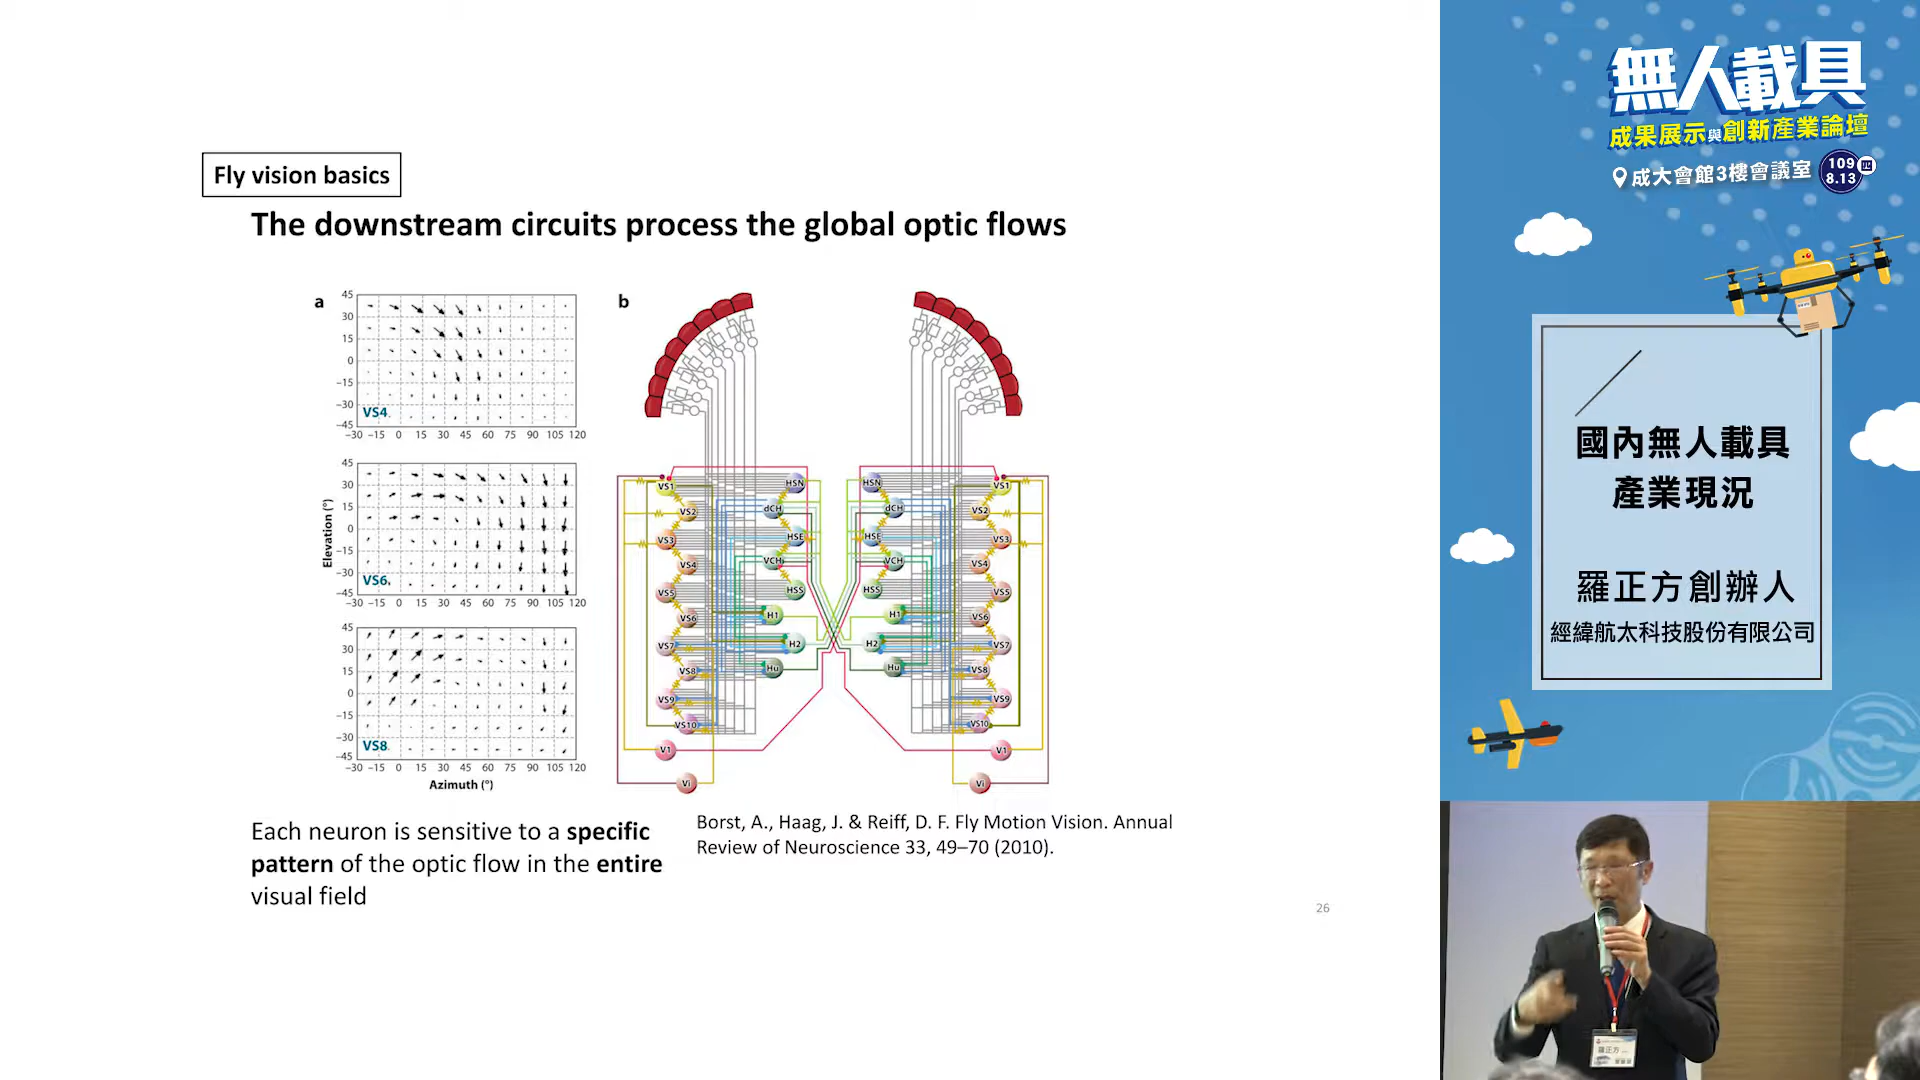 Fly vision basics
The downstream circuits process the global optic flows
a
45
30
15
0
-15
-30
-45
VS4
-30 -15 0 15 30 45 60 75 90 105 120
45
30
15
0
-15
-30
-45
VS6
-30 -15 0 15 30 45 60 75 90 105 120
45
30
15
0
-15
-30
-45
VS8
-30 -15 0 15 30 45 60 75 90 105 120
Elevation (°)
Azimuth (°)
b
VS1 HSN HSN VS1
VS2 dCH dCH VS2
VS3 HSE HSE VS3
VS4 VCH VCH VS4
VS5 HSS HSS VS5
VS6 H1 H1 VS6
VS7 H2 H2 VS7
VS8 Hu Hu VS8
VS9 VS9
VS10 VS10
V1 V1
Vi Vi
Each neuron is sensitive to a specific
pattern of the optic flow in the entire
visual field
Borst, A., Haag, J. & Reiff, D. F. Fly Motion Vision. Annual
Review of Neuroscience 33, 49–70 (2010).
26
無人載具
成果展示與創新產業論壇
成大會館3樓會議室
109
8.13
四
國內無人載具
產業現況
羅正方創辦人
經緯航太科技股份有限公司
羅正方